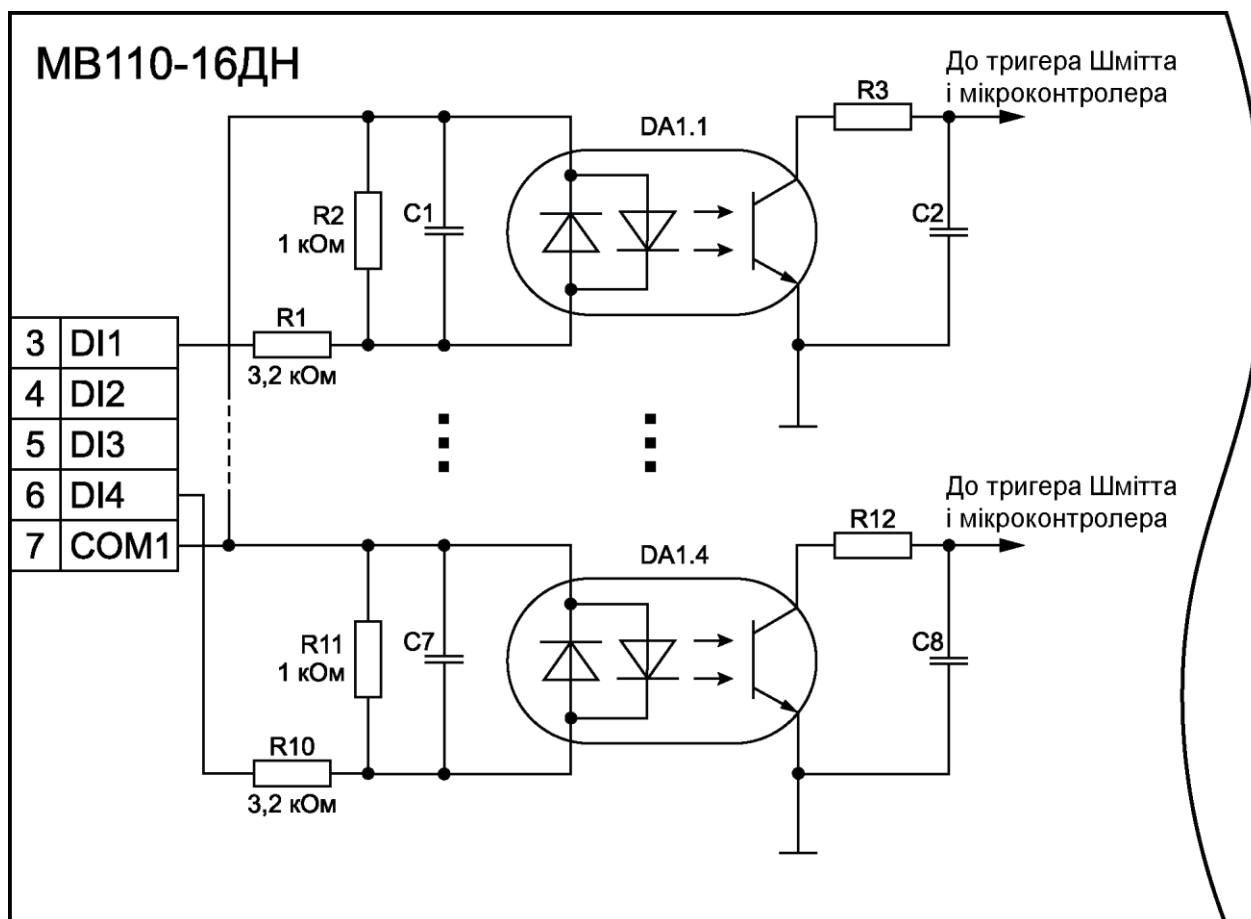 МВ110-16ДН
До тригера Шмітта
і мікроконтролера
R3
DA1.1
R2
1 кОм
C1
C2
R1
3,2 кОм
3 DI1
4 DI2
5 DI3
6 DI4
7 COM1
До тригера Шмітта
і мікроконтролера
R12
DA1.4
R11
1 кОм
C7
C8
R10
3,2 кОм